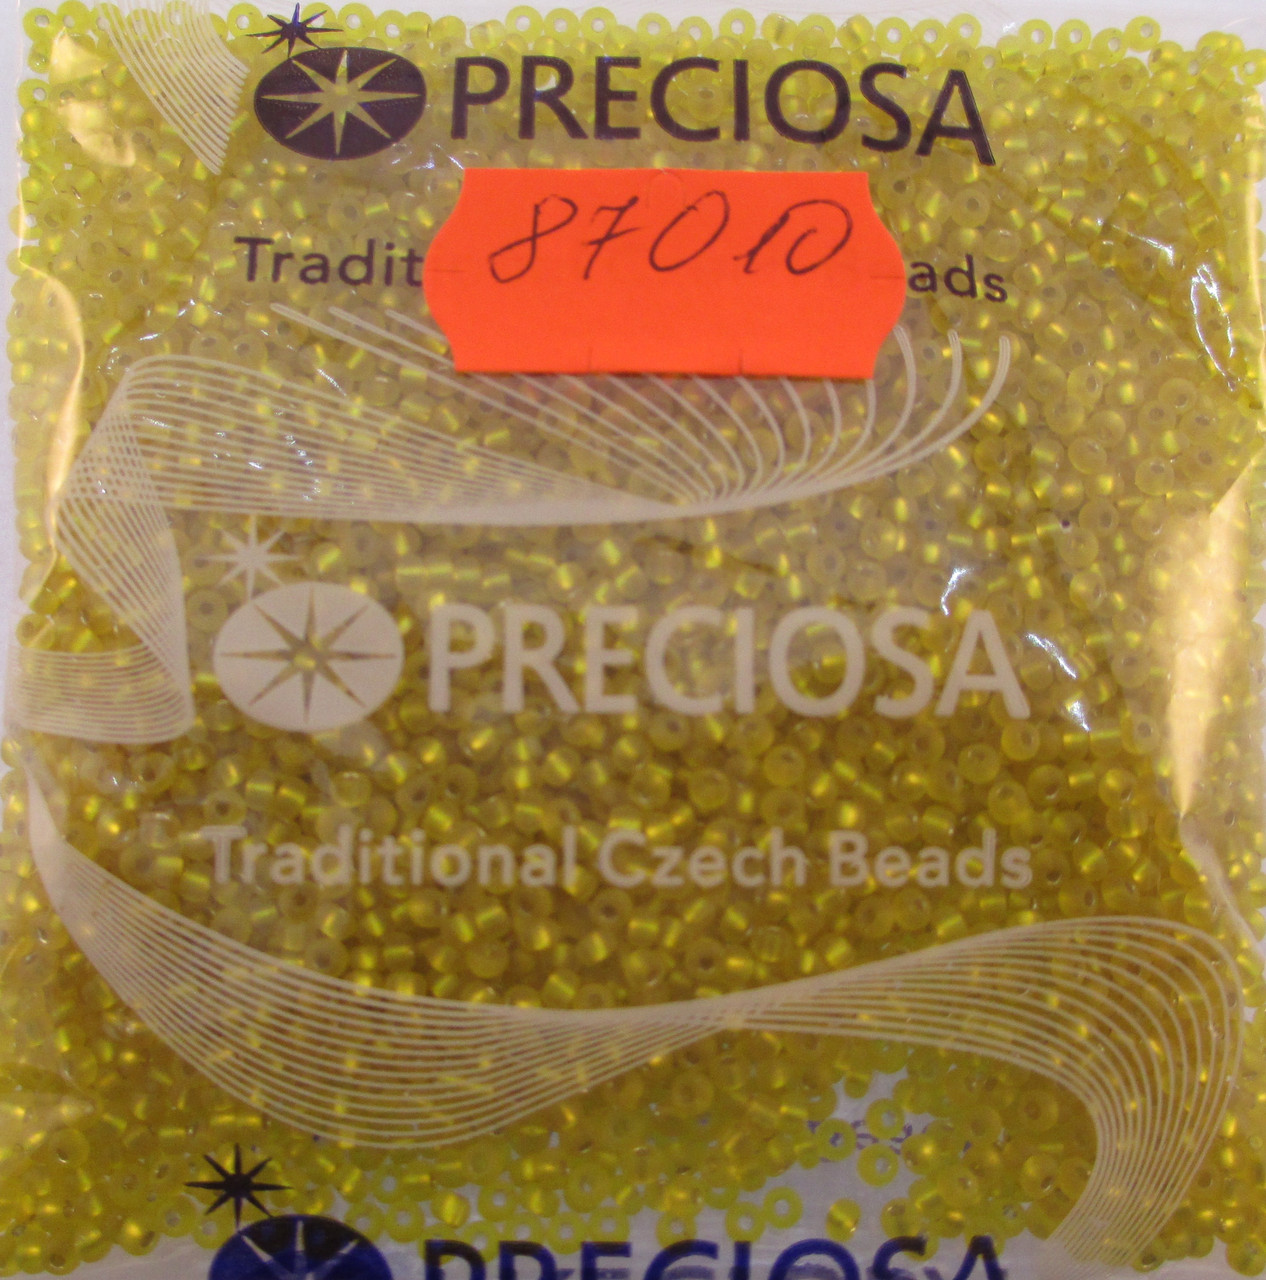 PRECIOSA
87010
Tradit ads
PRECIOSA
Traditional Czech Beads
PRECIOSA